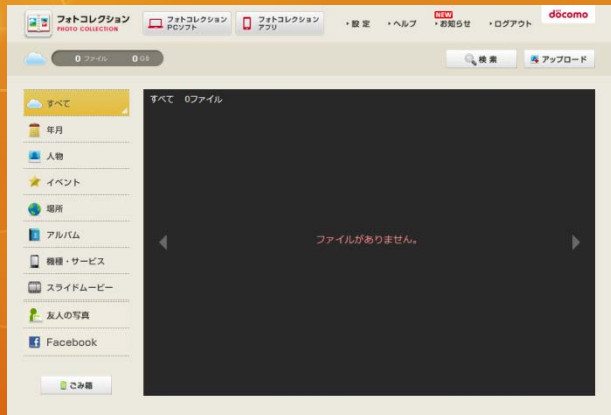 フォトコレクション
PHOTO COLLECTION
フォトコレクション
PCソフト
フォトコレクション
アプリ
設定
ヘルプ
NEW
お知らせ
ログアウト
döcomo
0 ファイル 0 GB
検索
アップロード
すべて
年月
人物
イベント
場所
アルバム
機種・サービス
スライドムービー
友人の写真
Facebook
ごみ箱
すべて 0ファイル
ファイルがありません。